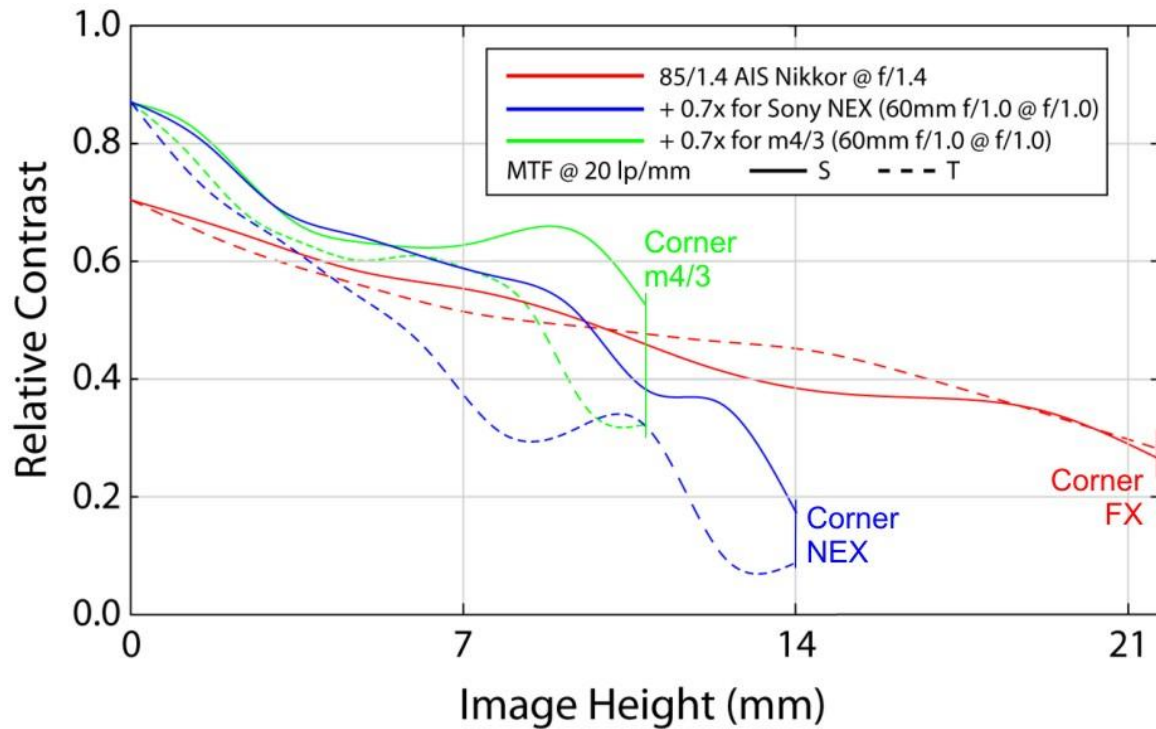 1.0
0.8
0.6
0.4
0.2
0.0
Relative Contrast
85/1.4 AIS Nikkor @ f/1.4
+ 0.7x for Sony NEX (60mm f/1.0 @ f/1.0)
+ 0.7x for m4/3 (60mm f/1.0 @ f/1.0)
MTF @ 20 lp/mm S T
Corner
m4/3
Corner
NEX
Corner
FX
0 7 14 21
Image Height (mm)